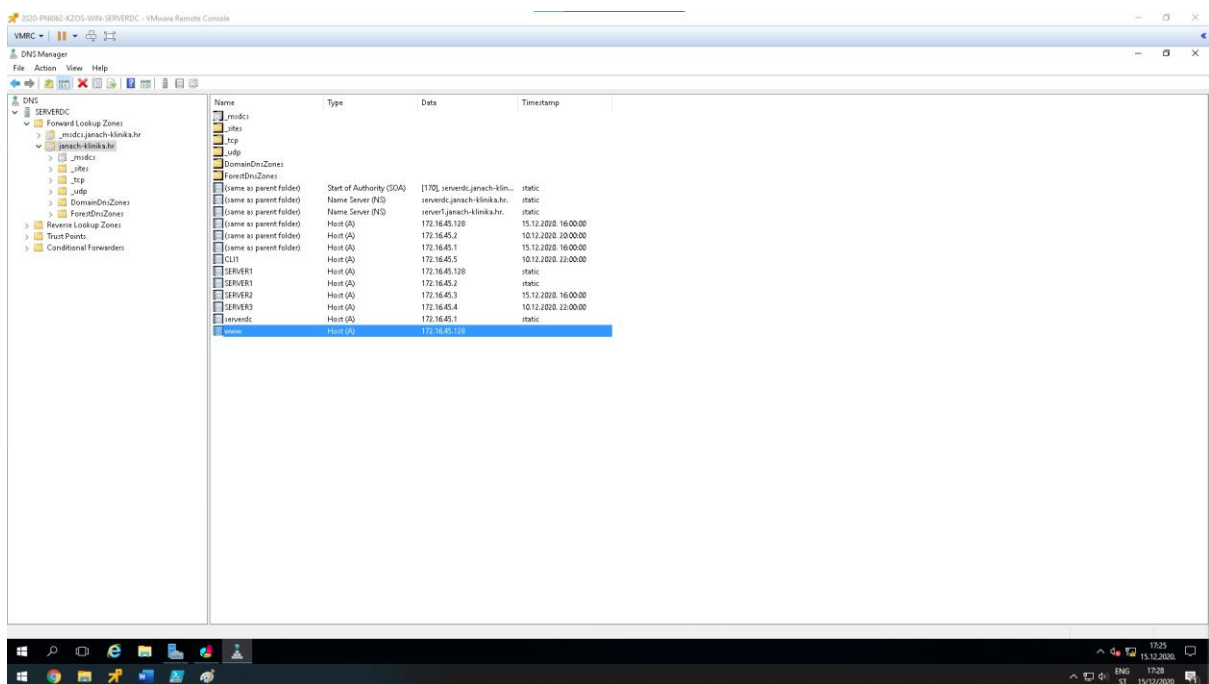 2020-PNI062-KZOS-WIN-SERVERDC - VMware Remote Console
VMRC
DNS Manager
File Action View Help
DNS
SERVERDC
Forward Lookup Zones
_msdcs.janach-klinika.hr
janach-klinika.hr
_msdcs
_sites
_tcp
_udp
DomainDnsZones
ForestDnsZones
Reverse Lookup Zones
Trust Points
Conditional Forwarders
Name Type Data Timestamp
_msdcs
_sites
_tcp
_udp
DomainDnsZones
ForestDnsZones
(same as parent folder) Start of Authority (SOA) [170], serverdc.janach-klin... static
(same as parent folder) Name Server (NS) serverdc.janach-klinika.hr. static
(same as parent folder) Name Server (NS) server1.janach-klinika.hr. static
(same as parent folder) Host (A) 172.16.45.128 15.12.2020. 16:00:00
(same as parent folder) Host (A) 172.16.45.2 10.12.2020. 20:00:00
(same as parent folder) Host (A) 172.16.45.1 15.12.2020. 16:00:00
CLI1 Host (A) 172.16.45.5 10.12.2020. 22:00:00
SERVER1 Host (A) 172.16.45.128 static
SERVER1 Host (A) 172.16.45.2 static
SERVER2 Host (A) 172.16.45.3 15.12.2020. 16:00:00
SERVER3 Host (A) 172.16.45.4 10.12.2020. 22:00:00
serverdc Host (A) 172.16.45.1 static
www Host (A) 172.16.45.128
17:25
15.12.2020.
ENG 17:28
ST 15/12/2020